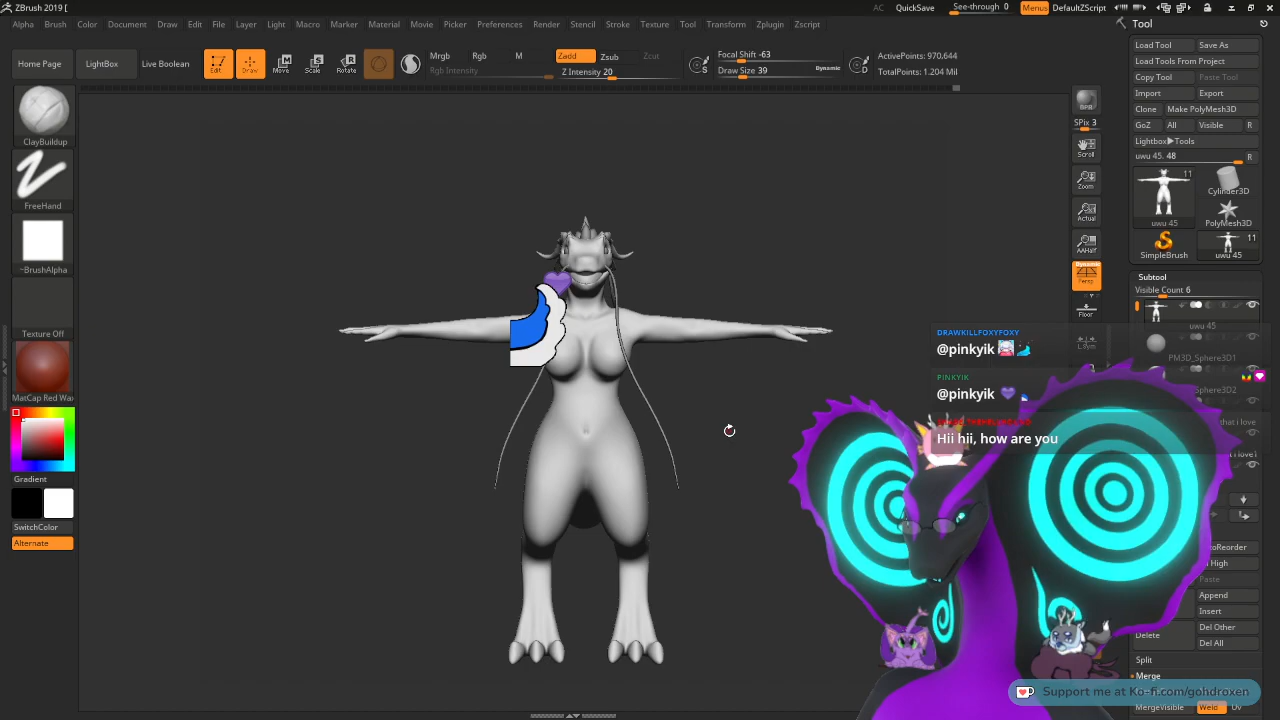 ZBrush 2019 [
AC QuickSave See-through 0 Menus DefaultZScript
Alpha Brush Color Document Draw Edit File Layer Light Macro Marker Material Movie Picker Preferences Render Stencil Stroke Texture Tool Transform Zplugin Zscript
Home Page LightBox Live Boolean Edit Draw Move Scale Rotate
Mrgb Rgb M
Rgb Intensity
Zadd Zsub Zcut
Z Intensity 20
Focal Shift -63
Draw Size 39 Dynamic
ActivePoints: 970.644
TotalPoints: 1.204 Mil
ClayBuildup
FreeHand
~BrushAlpha
Texture Off
MatCap Red Wax
Gradient
SwitchColor
Alternate
BPR
SPix 3
Scroll
Zoom
Actual
AAHalf
Dynamic
Persp
Floor
L.Sym
Tool
Load Tool Save As
Load Tools From Project
Copy Tool Paste Tool
Import Export
Clone Make PolyMesh3D
GoZ All Visible R
Lightbox▶Tools
uwu 45. 48 R
11
uwu 45
Cylinder3D
PolyMesh3D
SimpleBrush
11
uwu 45
Subtool
Visible Count 6
uwu 45
PM3D_Sphere3D1
DRAWKILLFOXYFOXY
@pinkyik
PINKYIK
@pinkyik
Hii hii, how are you
Paste
Append
Insert
Delete
Del Other
Del All
Split
Merge
MergeVisible Weld Uv
Support me at Ko-fi.com/gohdroxen